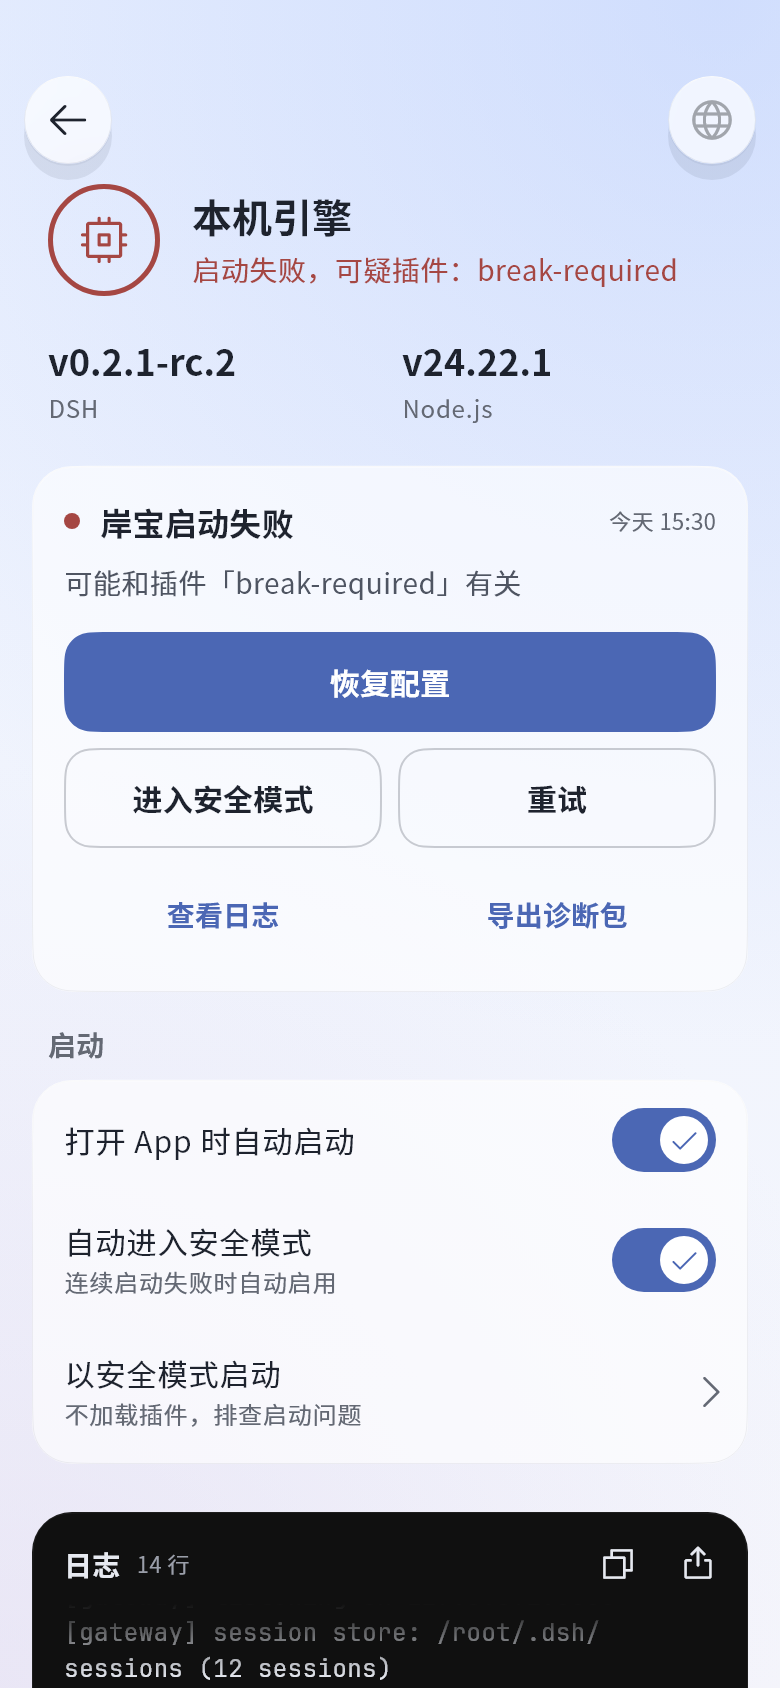 本机引擎
启动失败，可疑插件：break-required
v0.2.1-rc.2
v24.22.1
DSH
Node.js
岸宝启动失败
今天 15:30
可能和插件「break-required」有关
恢复配置
进入安全模式
重试
查看日志
导出诊断包
启动
打开 App 时自动启动
自动进入安全模式
连续启动失败时自动启用
以安全模式启动
不加载插件，排查启动问题
日志
14 行
[gateway] session store: /root/.dsh/
sessions (12 sessions)